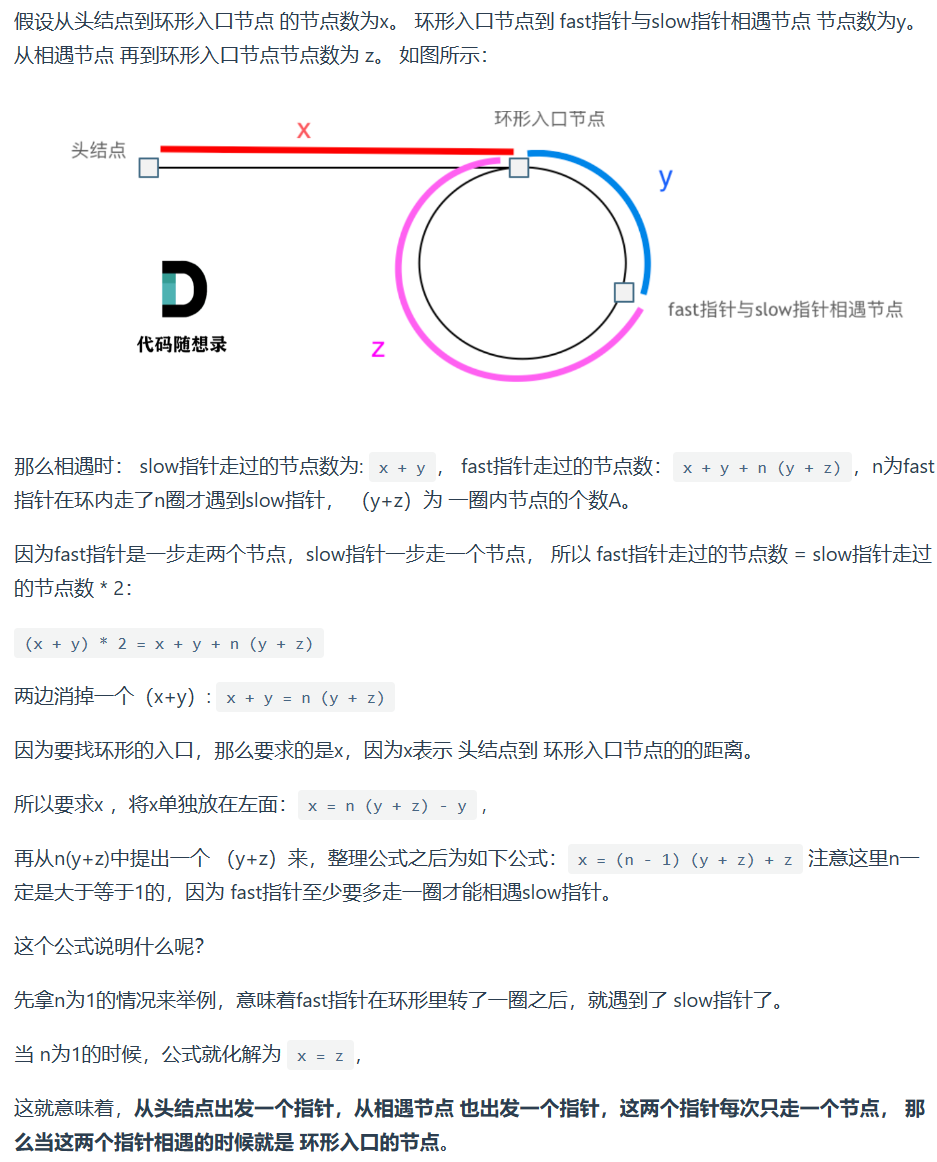 假设从头结点到环形入口节点 的节点数为x。 环形入口节点到 fast指针与slow指针相遇节点 节点数为y。
从相遇节点 再到环形入口节点节点数为 z。 如图所示：
环形入口节点
x
头结点
y
fast指针与slow指针相遇节点
代码随想录
z
那么相遇时： slow指针走过的节点数为: x + y ， fast指针走过的节点数： x + y + n (y + z) ，n为fast
指针在环内走了n圈才遇到slow指针， （y+z）为 一圈内节点的个数A。
因为fast指针是一步走两个节点，slow指针一步走一个节点， 所以 fast指针走过的节点数 = slow指针走过
的节点数 * 2：
(x + y) * 2 = x + y + n (y + z)
两边消掉一个（x+y）: x + y = n (y + z)
因为要找环形的入口，那么要求的是x，因为x表示 头结点到 环形入口节点的的距离。
所以要求x ，将x单独放在左面： x = n (y + z) - y ，
再从n(y+z)中提出一个 （y+z）来，整理公式之后为如下公式： x = (n - 1) (y + z) + z 注意这里n一
定是大于等于1的，因为 fast指针至少要多走一圈才能相遇slow指针。
这个公式说明什么呢？
先拿n为1的情况来举例，意味着fast指针在环形里转了一圈之后，就遇到了 slow指针了。
当 n为1的时候，公式就化解为 x = z ，
这就意味着，从头结点出发一个指针，从相遇节点 也出发一个指针，这两个指针每次只走一个节点， 那
么当这两个指针相遇的时候就是 环形入口的节点。